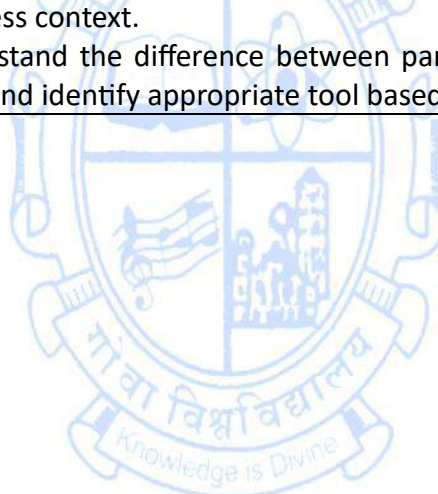 ess context.
stand the difference between par
nd identify appropriate tool based
गोंय विश्वविद्यालय
Knowledge is Divine